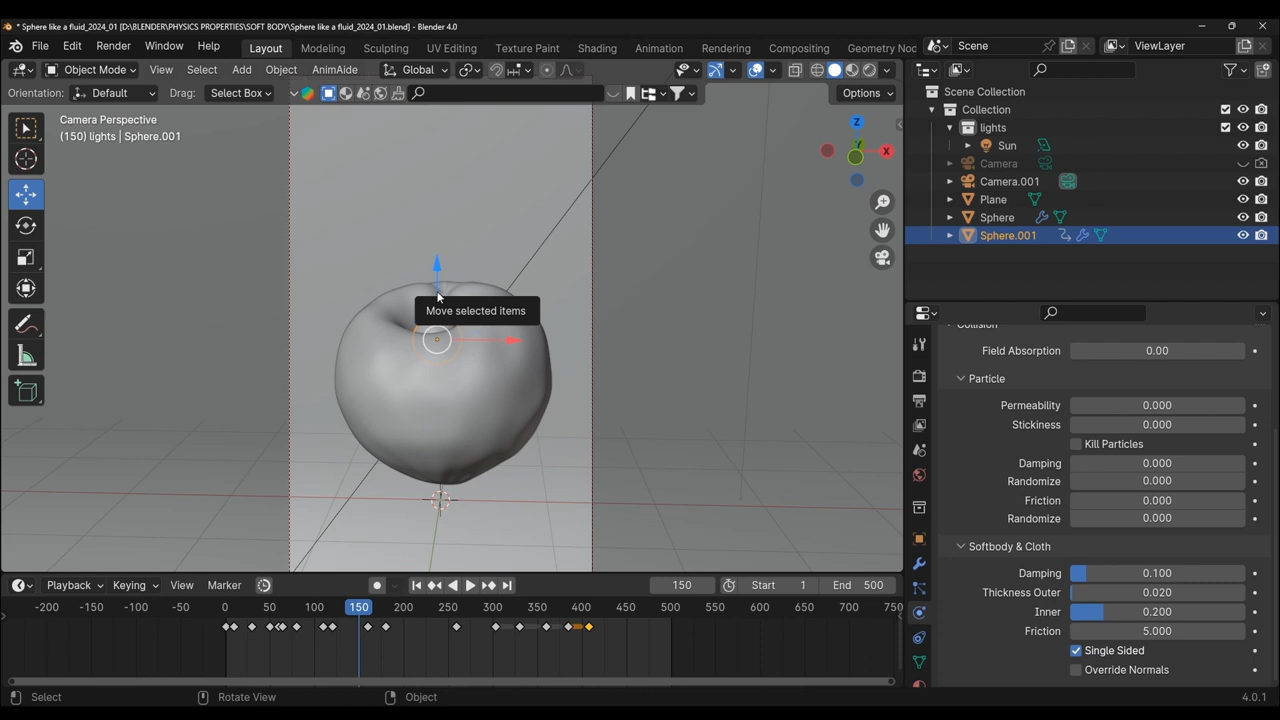 * Sphere like a fluid_2024_01 [D:\BLENDER\PHYSICS PROPERTIES\SOFT BODY\Sphere like a fluid_2024_01.blend] - Blender 4.0
File Edit Render Window Help Layout Modeling Sculpting UV Editing Texture Paint Shading Animation Rendering Compositing Geometry Noc Scene ViewLayer
Object Mode View Select Add Object AnimAide Global
Orientation: Default Drag: Select Box Options
Camera Perspective
(150) lights | Sphere.001
Z
Y
X
Move selected items
Scene Collection
Collection
lights
Sun
Camera
Camera.001
Plane
Sphere
Sphere.001
Collision
Field Absorption 0.00
Particle
Permeability 0.000
Stickiness 0.000
Kill Particles
Damping 0.000
Randomize 0.000
Friction 0.000
Randomize 0.000
Softbody & Cloth
Damping 0.100
Thickness Outer 0.020
Inner 0.200
Friction 5.000
Single Sided
Override Normals
Playback Keying View Marker 150 Start 1 End 500
-200 -150 -100 -50 0 50 100 150 200 250 300 350 400 450 500 550 600 650 700 750
Select Rotate View Object 4.0.1